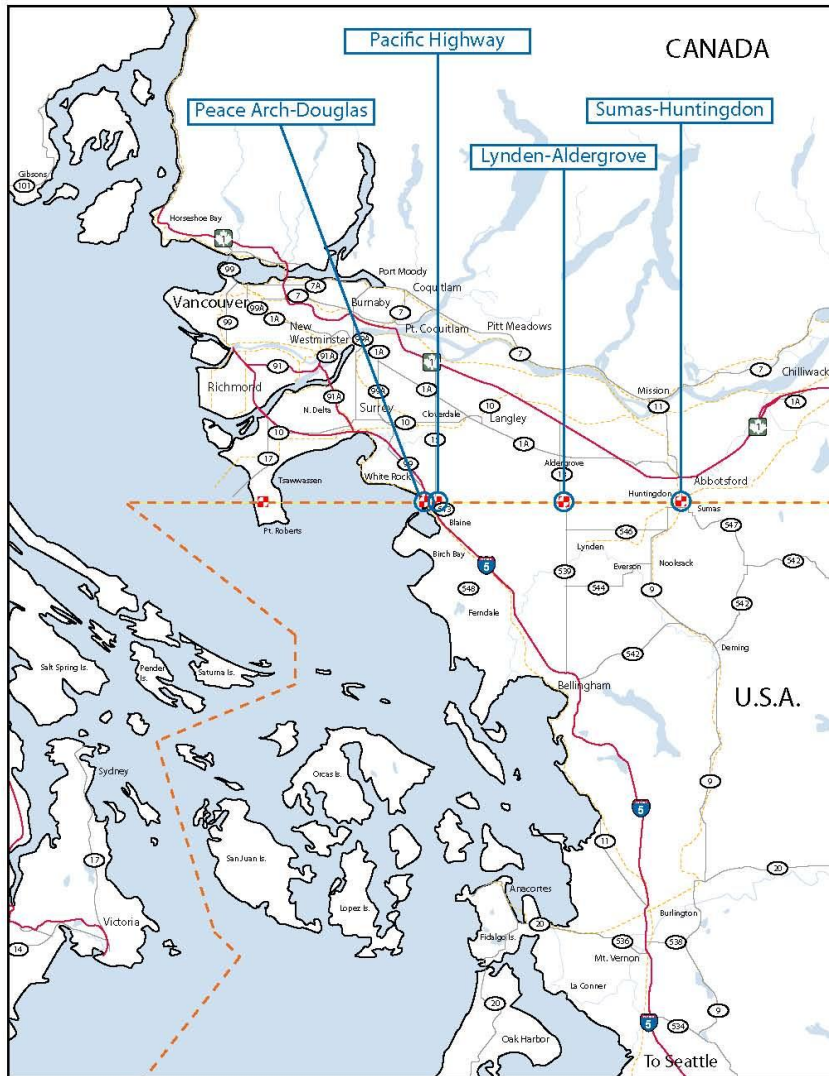 Pacific Highway
CANADA
Peace Arch-Douglas
Sumas-Huntingdon
Lynden-Aldergrove
Gibsons
101
Horseshoe Bay
1
99
7A
Port Moody
Coquitlam
7
Vancouver
99A
Burnaby
7
99
1A
New
Westminster
Pt. Coquitlam
Pitt Meadows
99A
1A
91A
1
7
7
Chilliwack
91
Mission
Richmond
91A
99A
1A
11
1A
N. Delta
Surrey
Cloverdale
10
Langley
1
10
10
15
1A
17
99
Aldergrove
13
Abbotsford
Tsawwassen
White Rock
Huntingdon
Sumas
Pt. Roberts
Blaine
546
547
Birch Bay
Lynden
5
539
Everson
Nooksack
542
548
544
9
Ferndale
542
542
Deming
Salt Spring Is.
Pender
Is.
Saturna Is.
Bellingham
U.S.A.
Sydney
Orcas Is.
9
5
San Juan Is.
11
17
20
Anacortes
Victoria
Lopez Is.
Burlington
20
14
Fidalgo Is.
536
538
Mt. Vernon
La Conner
20
9
5
534
Oak Harbor
To Seattle